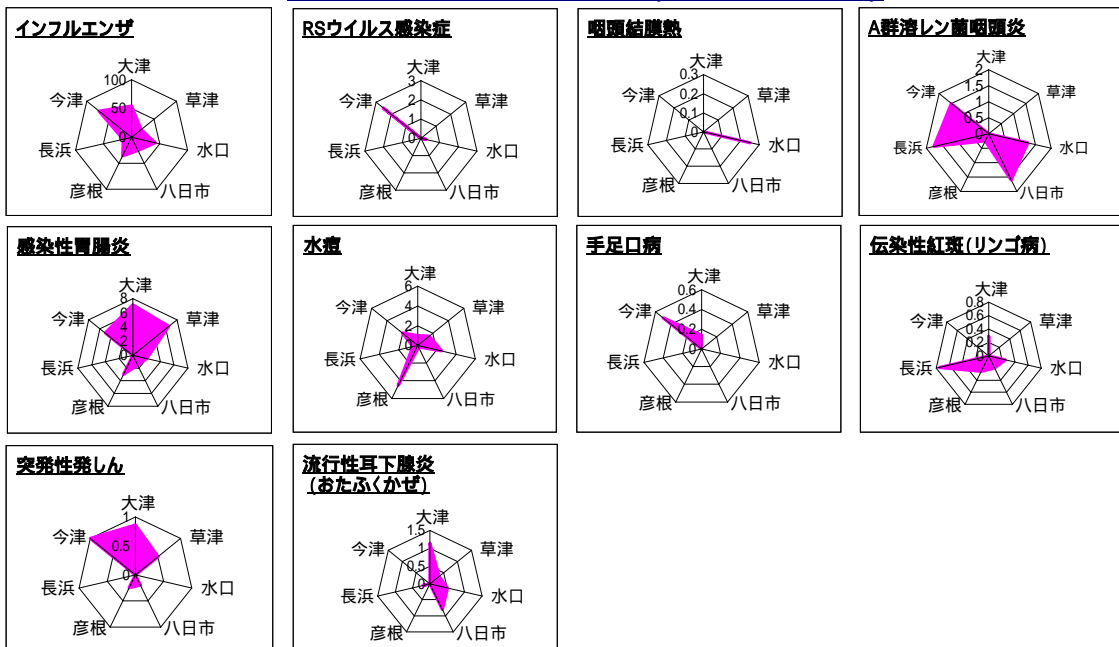 インフルエンザ
大津
100
50
0
草津
水口
八日市
彦根
長浜
今津
RSウイルス感染症
大津
3
2
1
0
草津
水口
八日市
彦根
長浜
今津
咽頭結膜熱
大津
0.3
0.2
0.1
0
草津
水口
八日市
彦根
長浜
今津
A群溶レン菌咽頭炎
大津
2
1.5
1
0.5
0
草津
水口
八日市
彦根
長浜
今津
感染性胃腸炎
大津
8
6
4
2
0
草津
水口
八日市
彦根
長浜
今津
水痘
大津
6
4
2
0
草津
水口
八日市
彦根
長浜
今津
手足口病
大津
0.6
0.4
0.2
0
草津
水口
八日市
彦根
長浜
今津
伝染性紅斑(リンゴ病)
大津
0.8
0.6
0.4
0.2
0
草津
水口
八日市
彦根
長浜
今津
突発性発しん
大津
1
0.5
0
草津
水口
八日市
彦根
長浜
今津
流行性耳下腺炎
(おたふくかぜ)
大津
1.5
1
0.5
0
草津
水口
八日市
彦根
長浜
今津